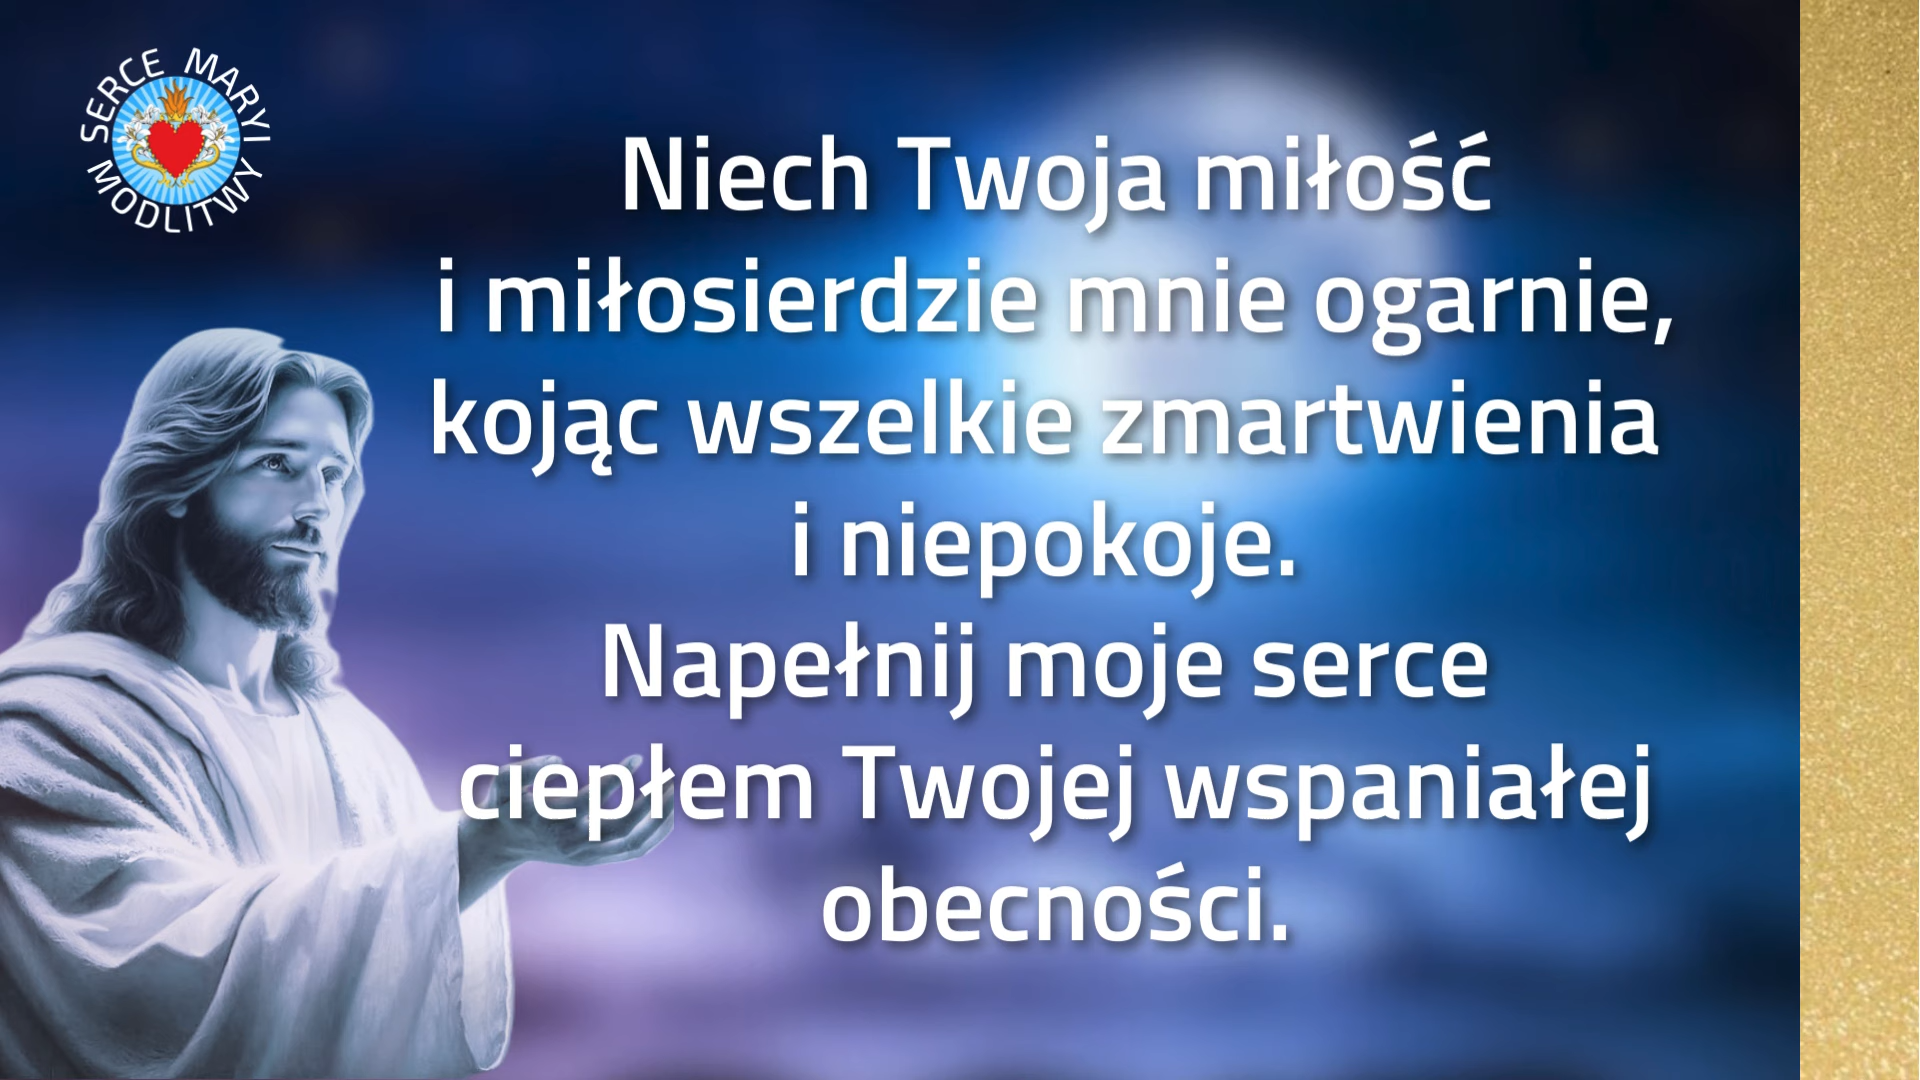 SERCE MARYI
MODLITWY
Niech Twoja miłość
i miłosierdzie mnie ogarnie,
kojąc wszelkie zmartwienia
i niepokoje.
Napełnij moje serce
ciepłem Twojej wspaniałej
obecności.